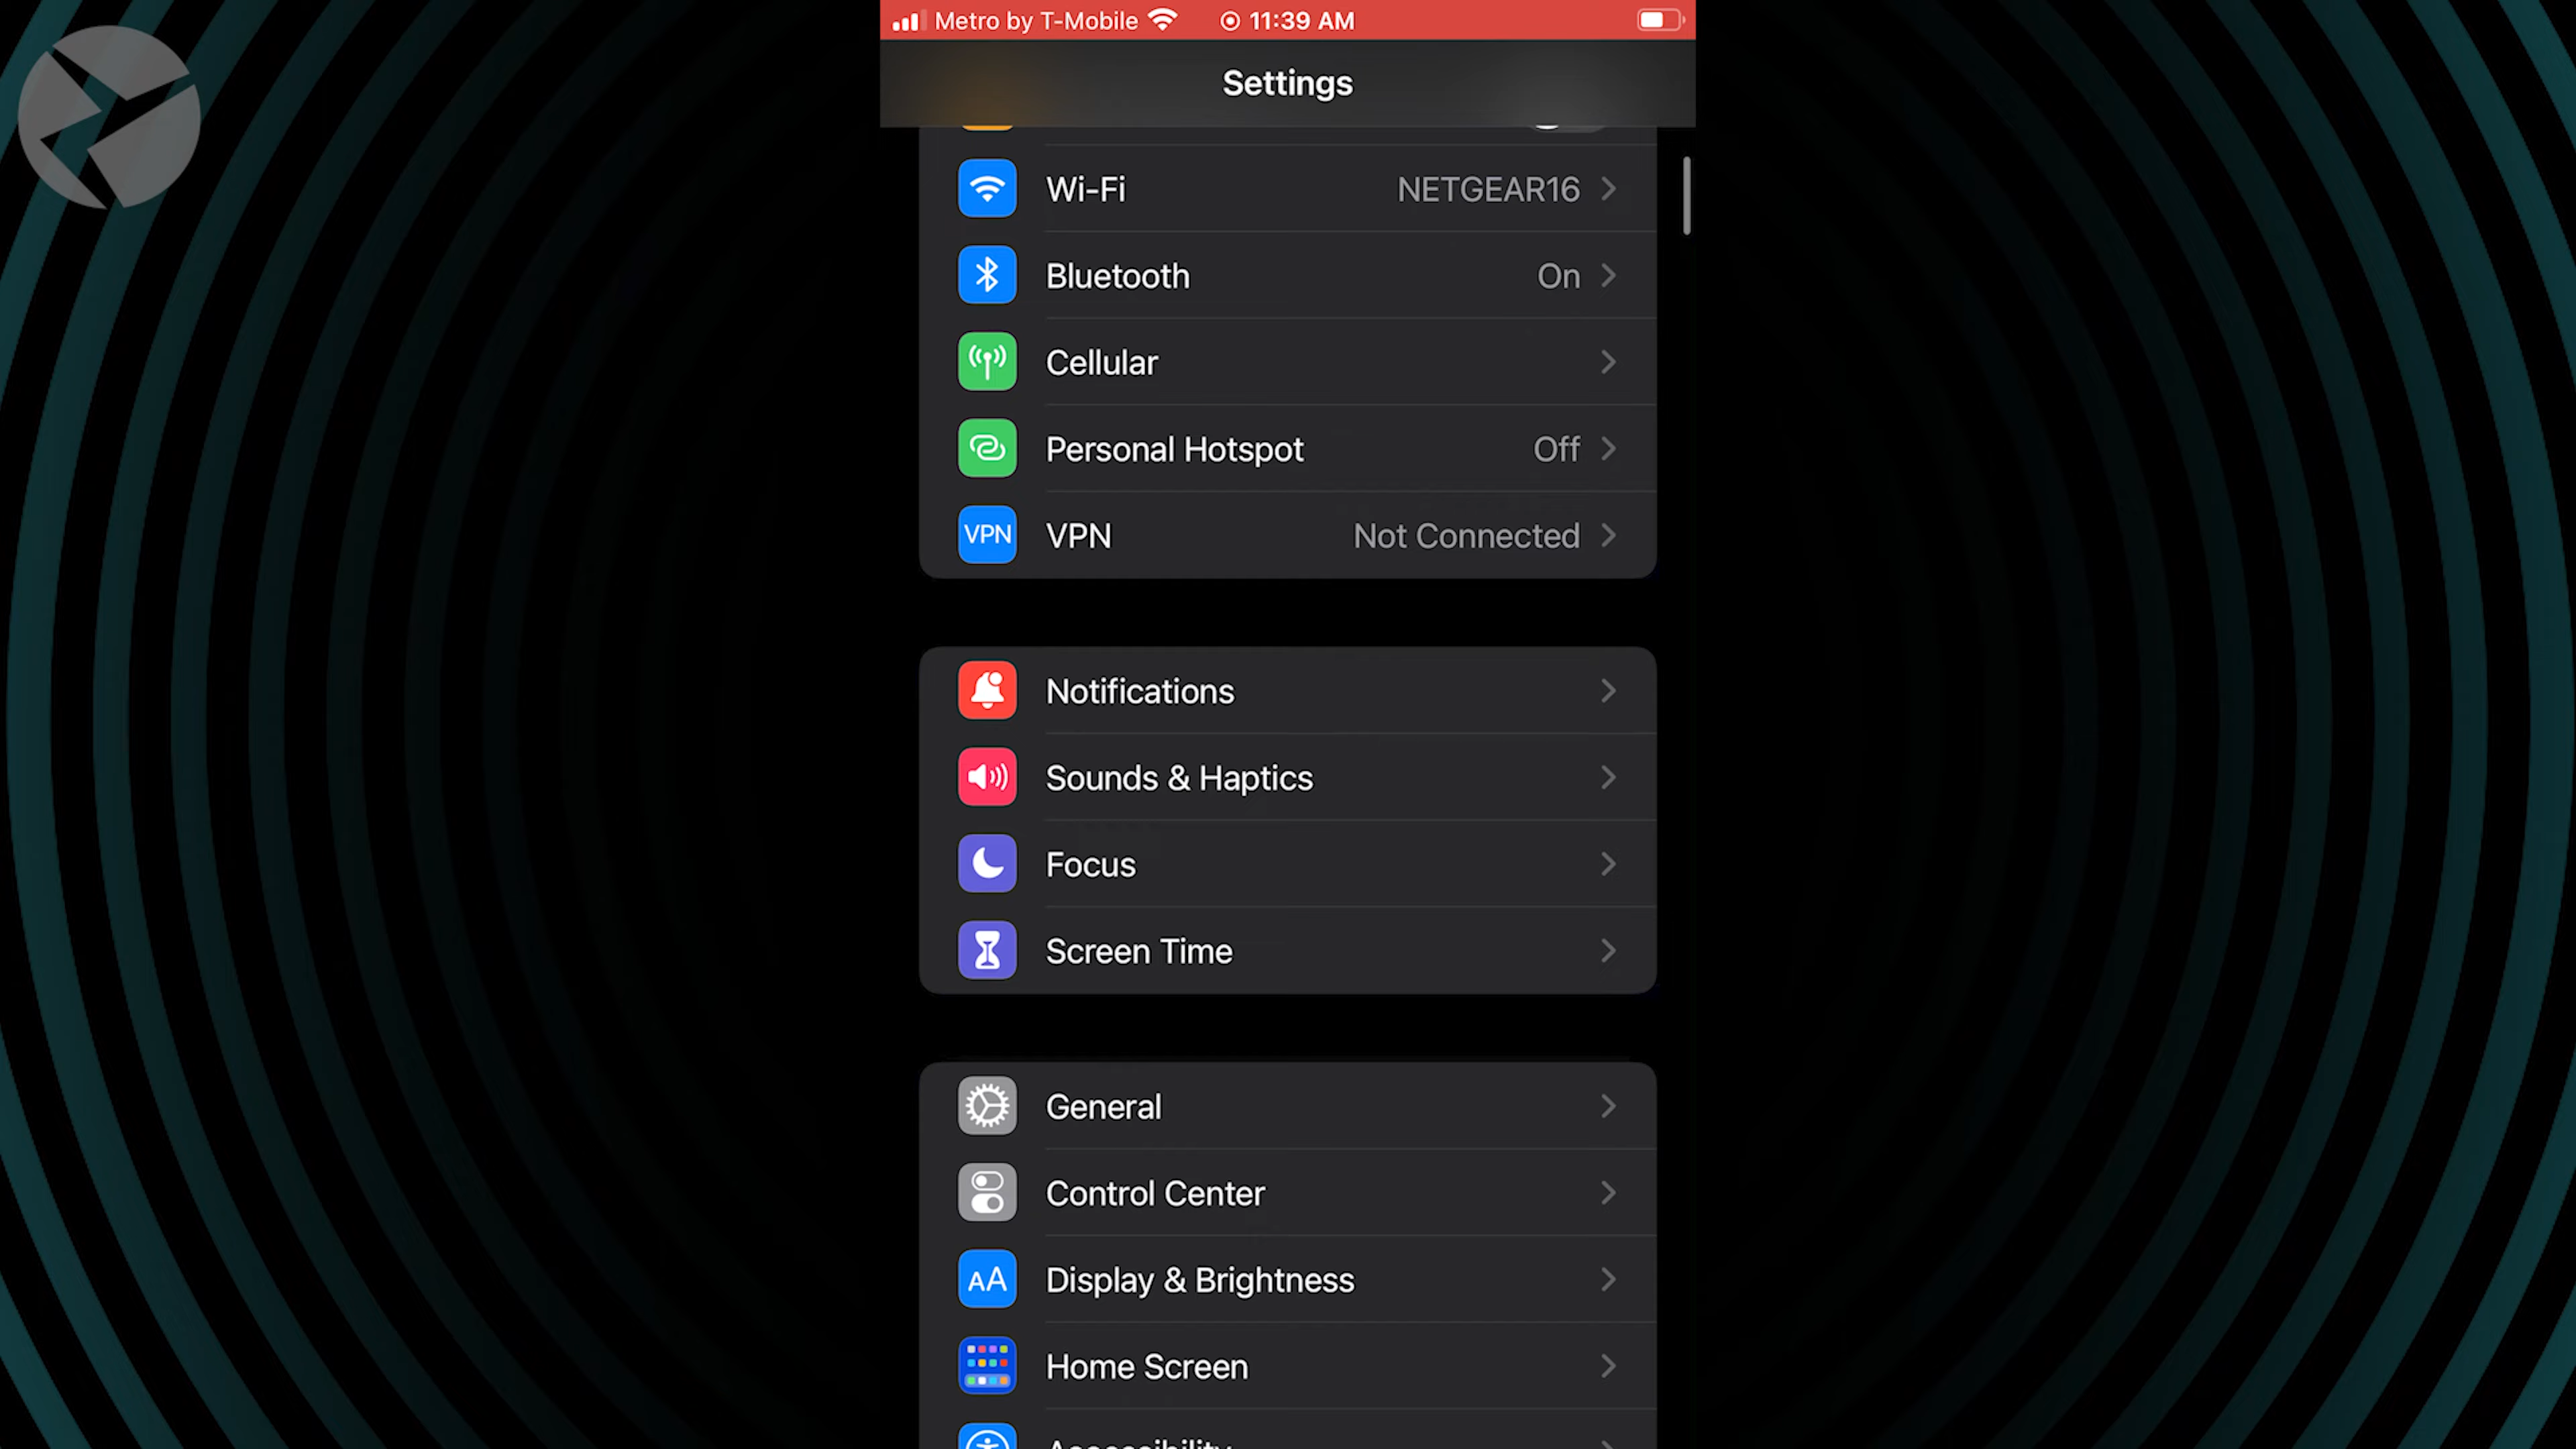 Metro by T-Mobile 11:39 AM
Settings
Wi-Fi NETGEAR16
Bluetooth On
Cellular
Personal Hotspot Off
VPN VPN Not Connected
Notifications
Sounds & Haptics
Focus
Screen Time
General
Control Center
AA Display & Brightness
Home Screen
Accessibility